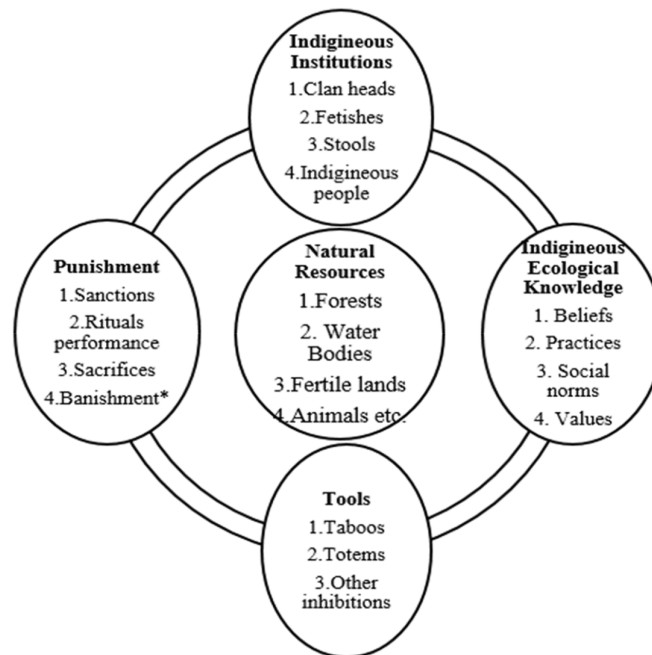 Indigineous
Institutions
1.Clan heads
2.Fetishes
3.Stools
4.Indigineous
people
Punishment
1.Sanctions
2.Rituals
performance
3.Sacrifices
4.Banishment*
Natural
Resources
1.Forests
2. Water
Bodies
3.Fertile lands
4.Animals etc.
Indigineous
Ecological
Knowledge
1. Beliefs
2. Practices
3. Social
norms
4. Values
Tools
1.Taboos
2.Totems
3.Other
inhibitions